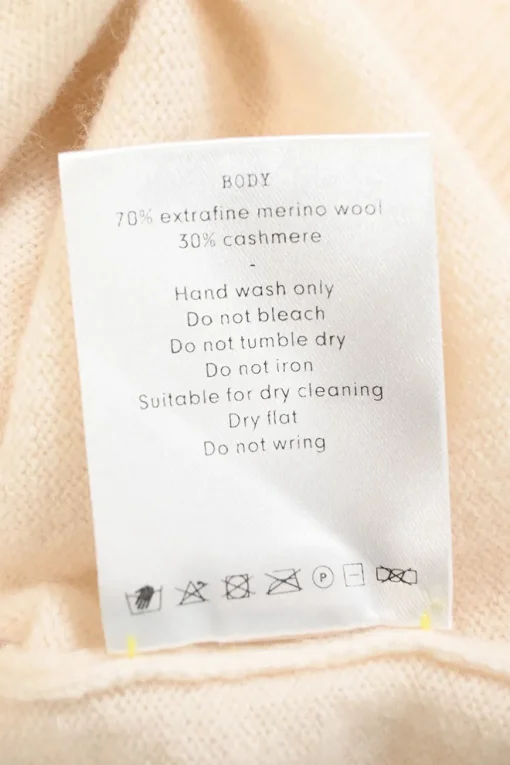 BODY
70% extrafine merino wool
30% cashmere
-
Hand wash only
Do not bleach
Do not tumble dry
Do not iron
Suitable for dry cleaning
Dry flat
Do not wring
P